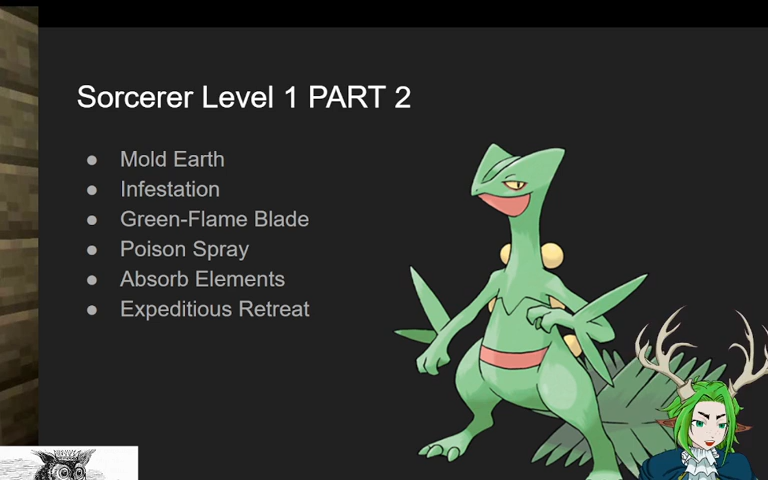 Sorcerer Level 1 PART 2
● Mold Earth
● Infestation
● Green-Flame Blade
● Poison Spray
● Absorb Elements
● Expeditious Retreat